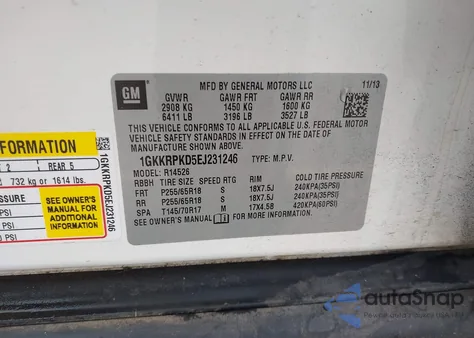 GM
MFD BY GENERAL MOTORS LLC 11/13
GVWR GAWR FRT GAWR RR
2908 KG 1450 KG 1600 KG
6411 LB 3196 LB 3527 LB
THIS VEHICLE CONFORMS TO ALL APPLICABLE U.S. FEDERAL MOTOR
VEHICLE SAFETY STANDARDS IN EFFECT ON THE DATE OF
MANUFACTURE SHOWN ABOVE.
1GKKRPKD5EJ231246 TYPE: M.P.V.
MODEL: R14526
RBBH TIRE SIZE SPEED RTG RIM COLD TIRE PRESSURE
FRT P255/65R18 S 18X7.5J 240KPA(35PSI)
RR P255/65R18 S 18X7.5J 240KPA(35PSI)
SPA T145/70R17 M 17X4.5B 420KPA(60PSI)
SEE OWNER'S MANUAL i FOR MORE INFORMATION.
1GKKRPKD5EJ231246
2 REAR 5
732 kg or 1614 lbs.
SEE OWNER'S
MANUAL FOR
ADDITIONAL
INFORMATION
PSI)
PSI)
PSI)
autoSnap
POWERED BY